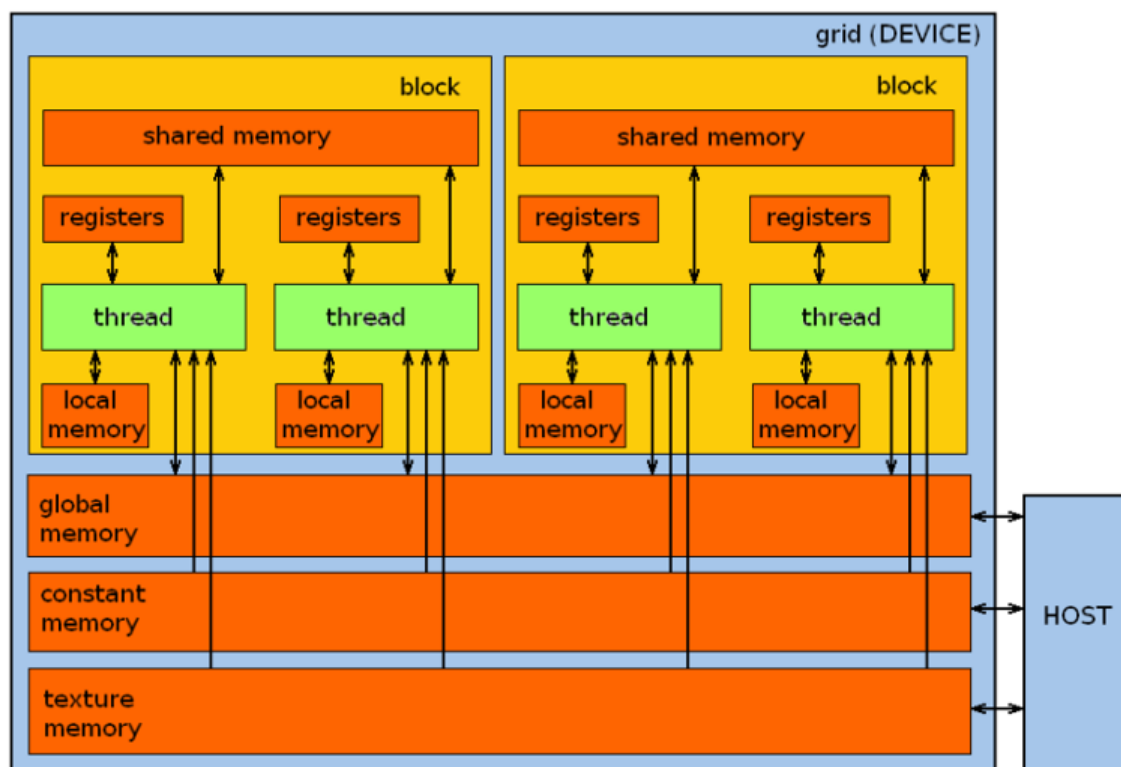 grid (DEVICE)
block
block
shared memory
shared memory
registers
registers
registers
registers
thread
thread
thread
thread
local
memory
local
memory
local
memory
local
memory
global
memory
constant
memory
HOST
texture
memory